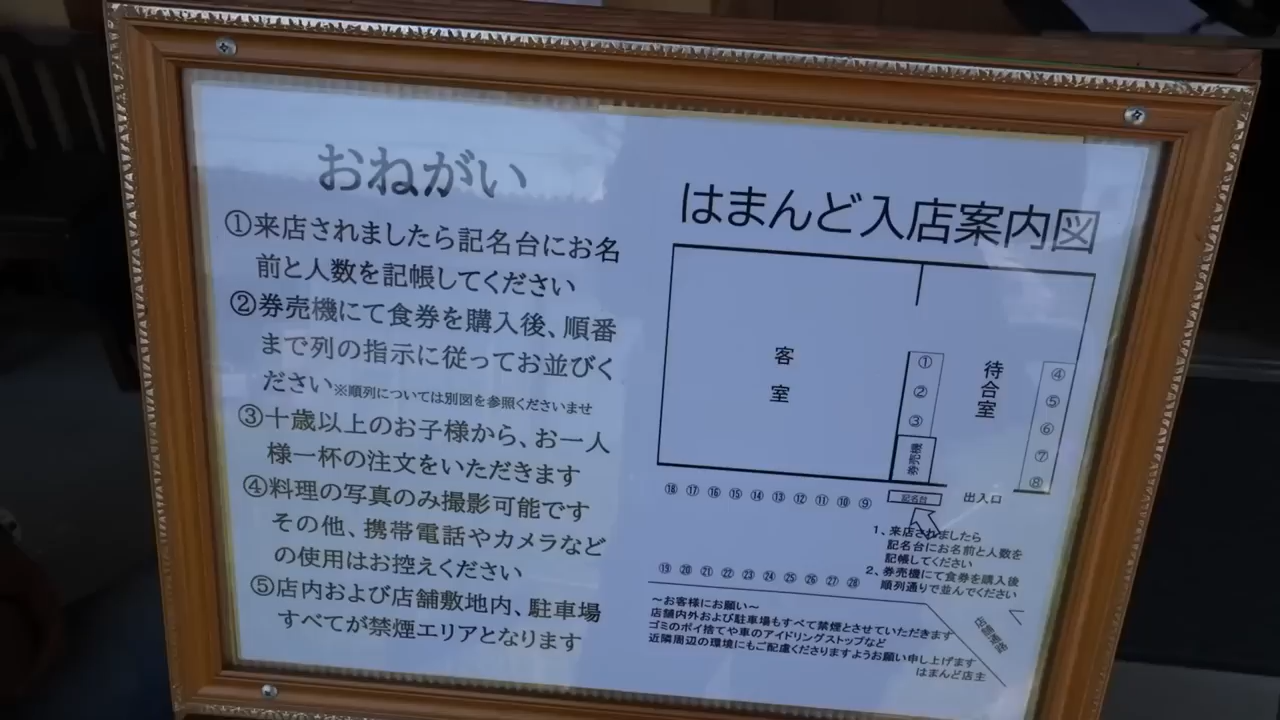 おねがい
①来店されましたら記名台にお名
前と人数を記帳してください
②券売機にて食券を購入後、順番
まで列の指示に従ってお並びく
ださい※順列については別図を参照くださいませ
③十歳以上のお子様から、お一人
様一杯の注文をいただきます
④料理の写真のみ撮影可能です
その他、携帯電話やカメラなど
の使用はお控えください
⑤店内および店舗敷地内、駐車場
すべてが禁煙エリアとなります
はまんど入店案内図
客室
①
②
③
券売機
待合室
④
⑤
⑥
⑦
⑧
⑱ ⑰ ⑯ ⑮ ⑭ ⑬ ⑫ ⑪ ⑩ ⑨
記名台
出入口
1、来店されましたら
記名台にお名前と人数を
記帳してください
2、券売機にて食券を購入後
順列通りで並んでください
⑲ ⑳ ㉑ ㉒ ㉓ ㉔ ㉕ ㉖ ㉗ ㉘
～お客様にお願い～
店舗内外および駐車場もすべて禁煙とさせていただきます
ゴミのポイ捨てや車のアイドリングストップなど
近隣周辺の環境にもご配慮くださりますようお願い申し上げます
はまんど店主